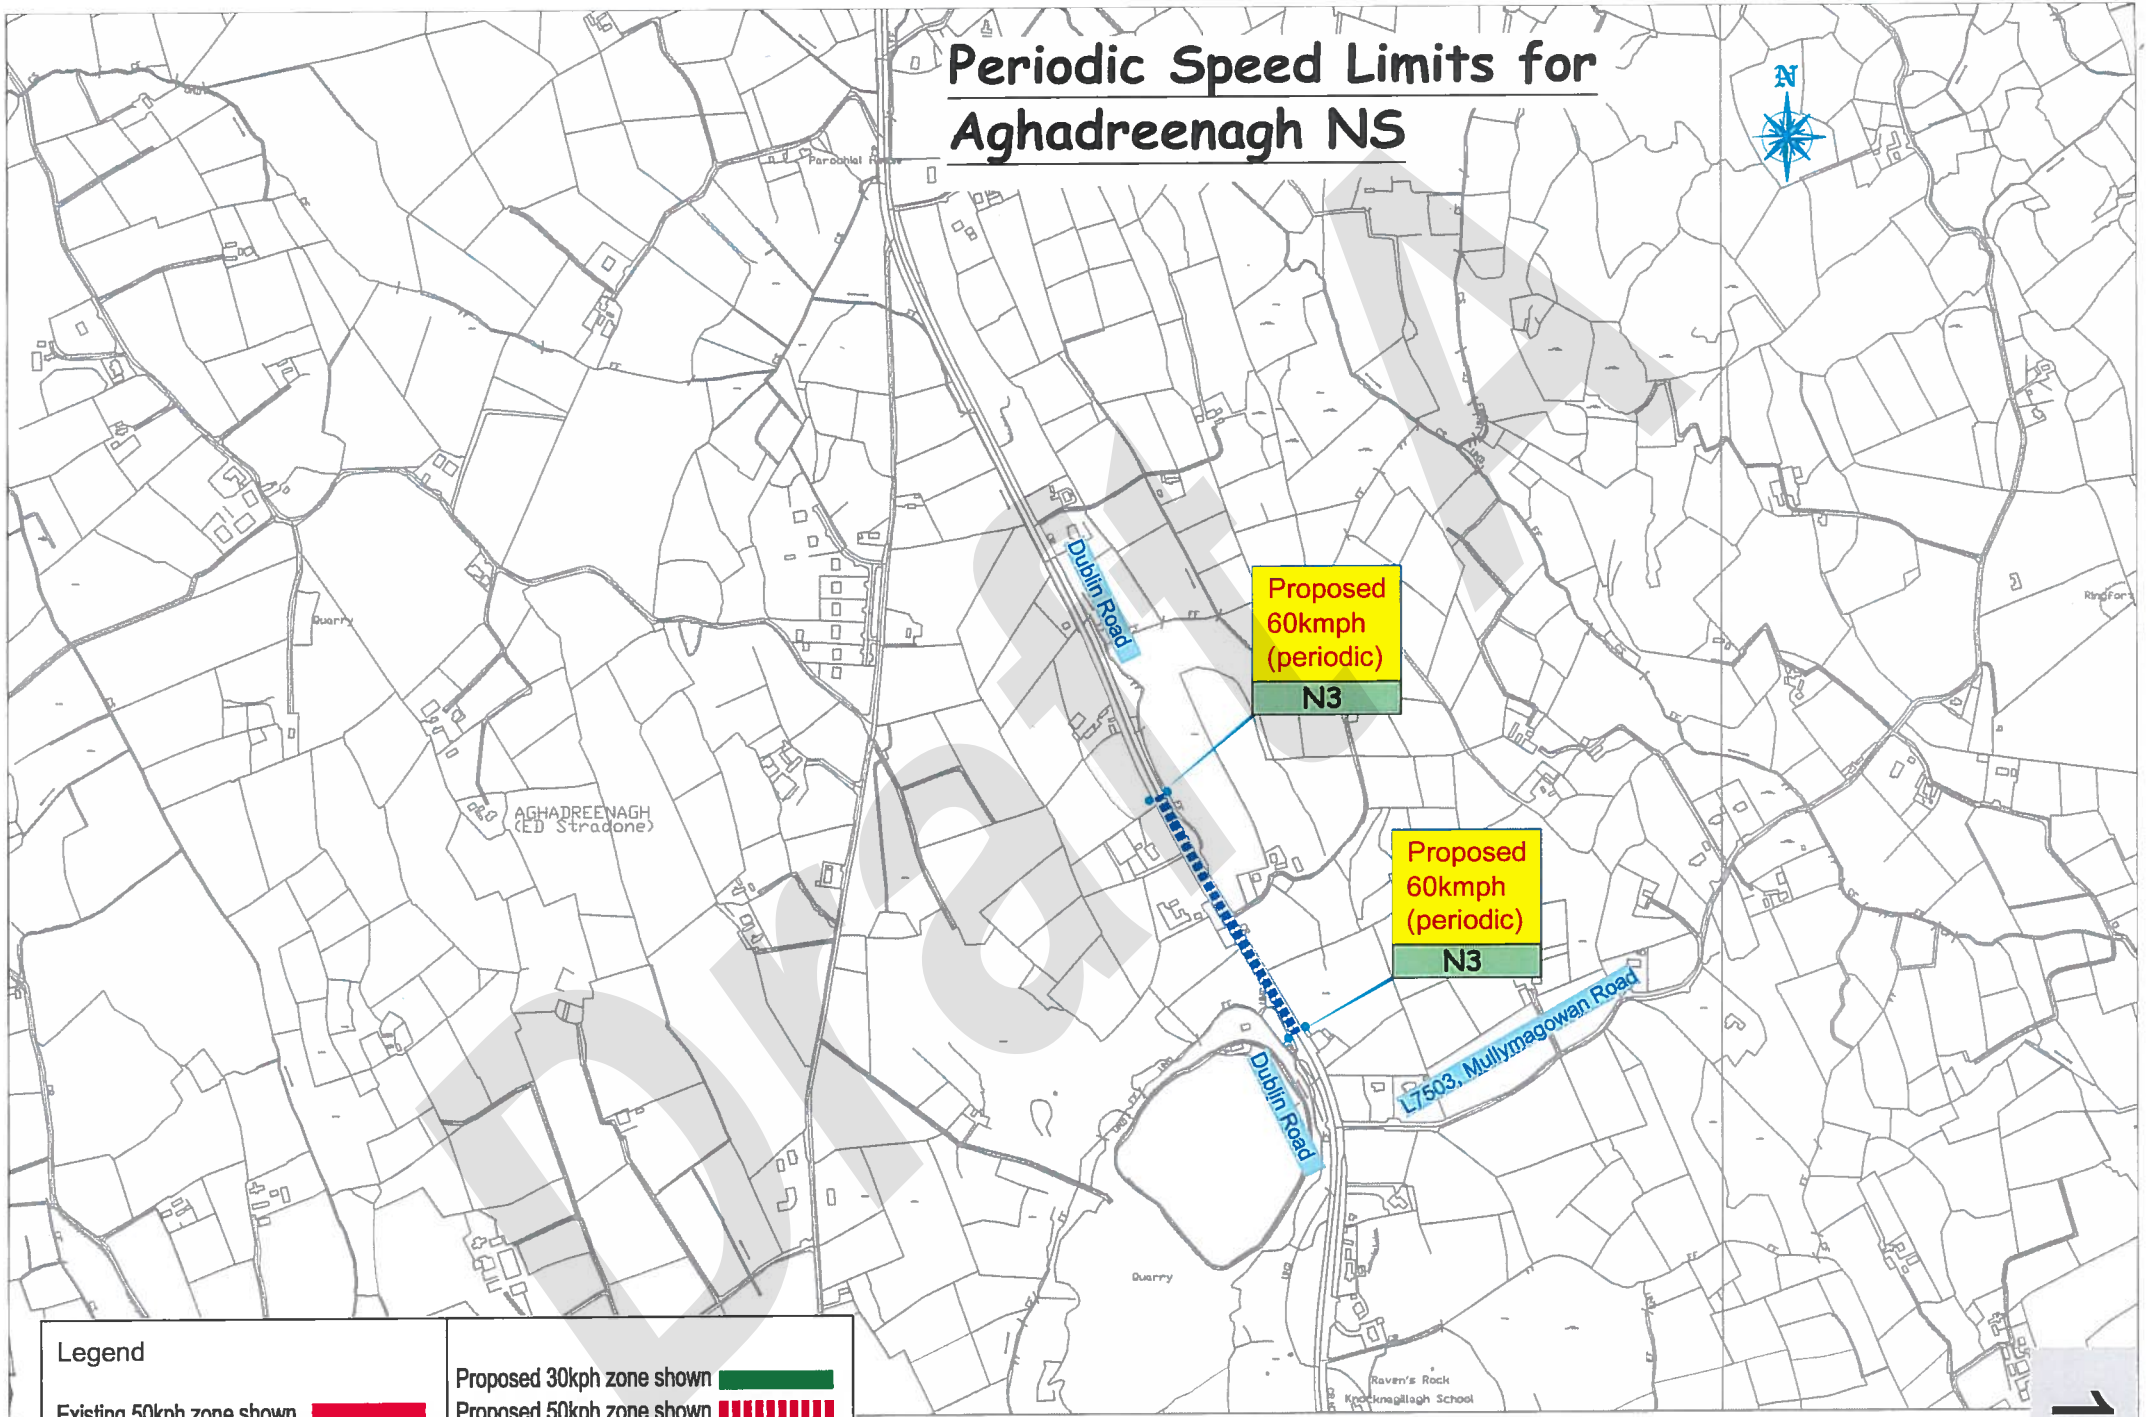 Periodic Speed Limits for
Aghadreenagh NS
N
Parochial
Dublin Road
Proposed
60kmph
(periodic)
N3
Quarry
Ringfort
AGHADREENAGH
(ED Stradone)
Proposed
60kmph
(periodic)
N3
L7503, Mullymagowan Road
Dublin Road
Quarry
Raven's Rock
Knocknagillagh School
Draft A
Legend
Proposed 30kph zone shown
Existing 50kph zone shown
Proposed 50kph zone shown
1